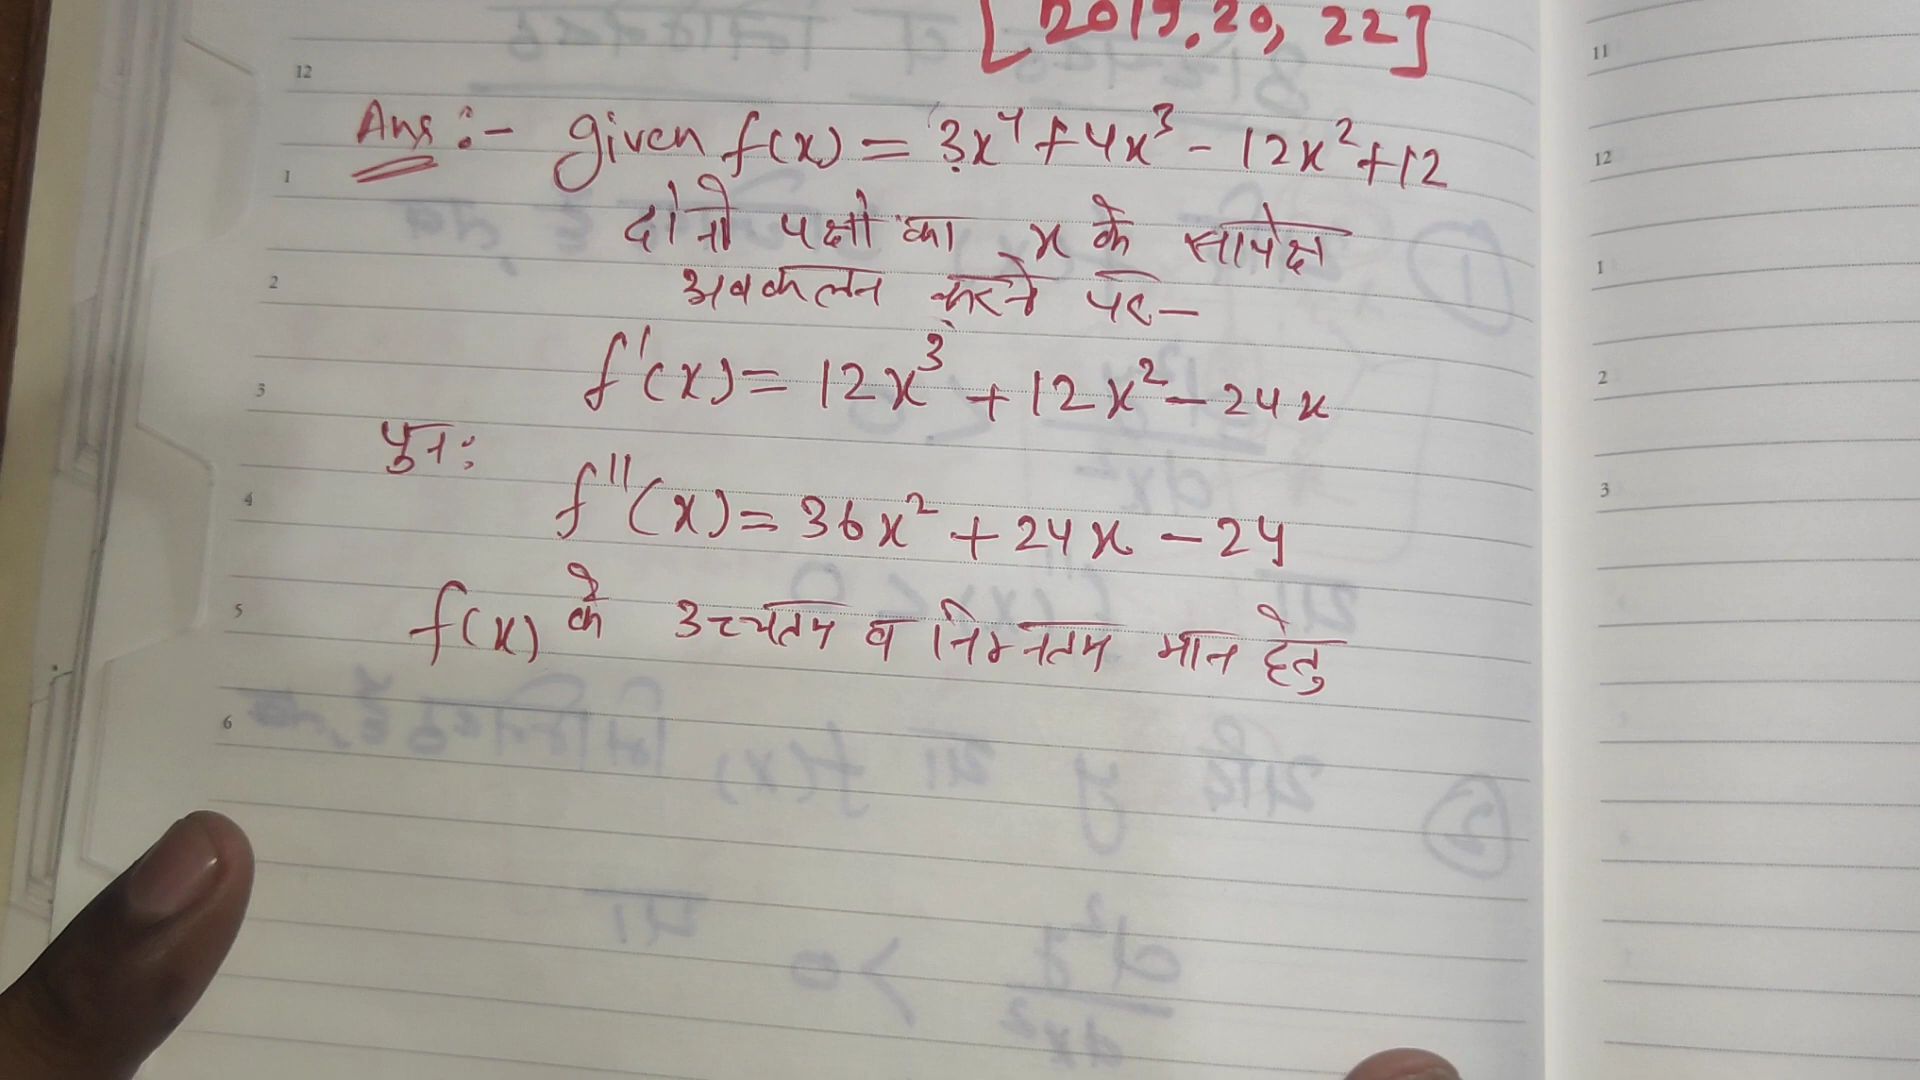 [2019,20, 22]
Ans :- given f(x) = 3x⁴+4x³-12x²+12
दोनो पक्षो का x के सापेक्ष
अवकलन करने पर-
f'(x)= 12x³+12x²-24x
पुनः
f''(x)=36x²+24x-24
f(x) के उच्चतम व निम्नतम मान हेतु